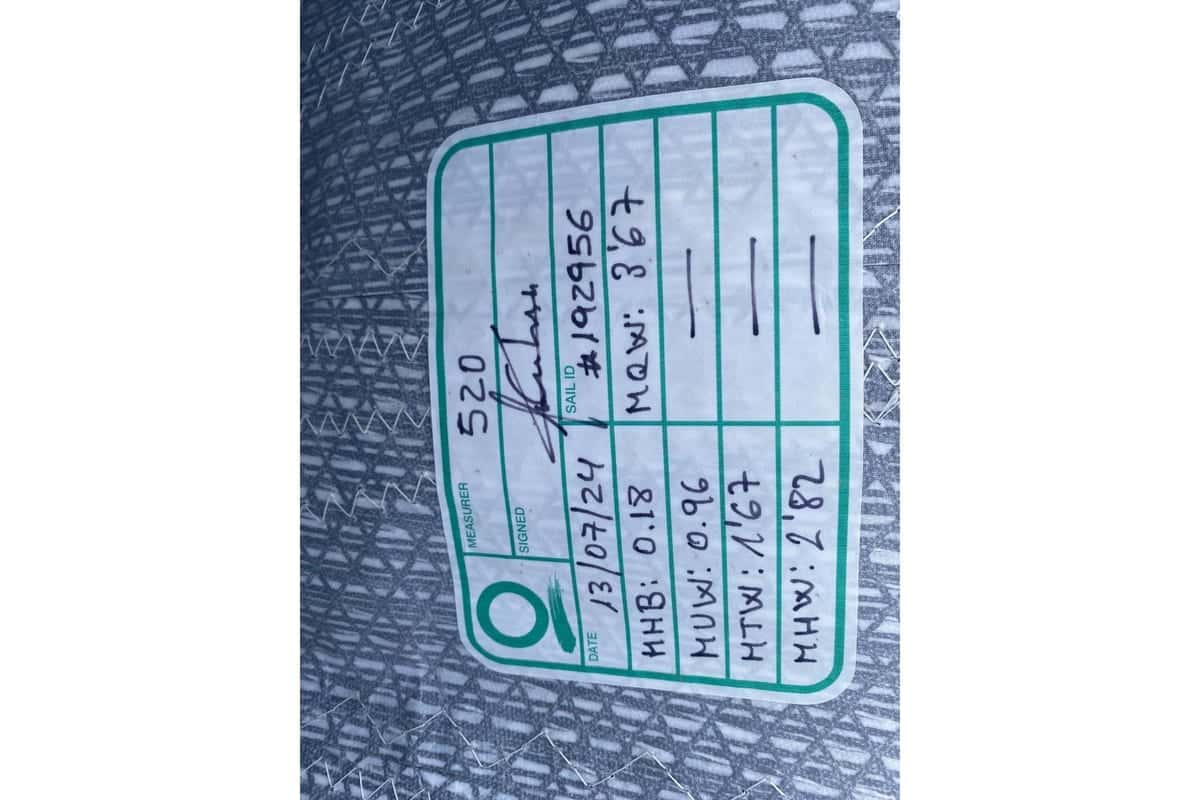 MEASURER 520
SIGNED
DATE 13/07/24 SAIL ID #192956
MHB: 0.18 MQW: 3'67
MUW: 0.96 —
MTW: 1'67 —
MHW: 2'82 —